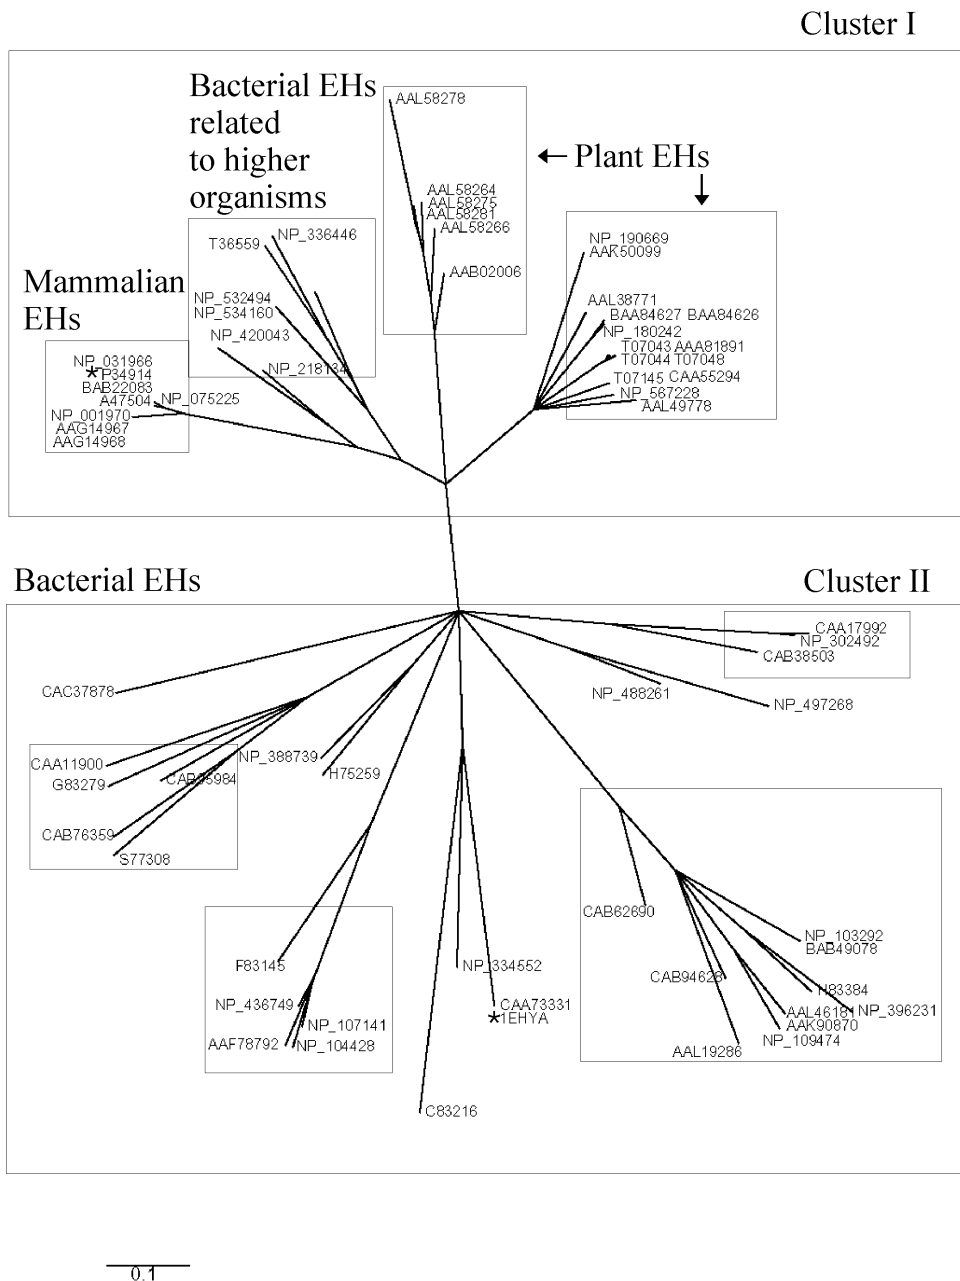 Cluster I
Bacterial EHs
related
to higher
organisms
AAL58278
Plant EHs
AAL58264
AAL58275
AAL58281
AAL58266
AAB02006
NP_336446
T36559
NP_532494
NP_534160
NP_420043
NP_218134
NP_190669
AAK50099
AAL38771
BAA84627 BAA84626
NP_180242
T07043 AAA81891
T07044 T07048
T07145 CAA55294
NP_567228
AAL49778
Mammalian
EHs
NP_031966
*P34914
BAB22083
A47504
NP_075225
NP_001970
AAG14967
AAG14968
Bacterial EHs
Cluster II
CAA17992
NP_302492
CAB38503
NP_488261
NP_497268
CAC37878
CAA11900
G83279
CAB95984
CAB76359
S77308
NP_388739
H75259
F83145
NP_436749
NP_107141
AAF78792
NP_104428
NP_334552
CAA73331
*1EHYA
C83216
CAB62690
NP_103292
BAB49078
CAB94628
H83384
NP_396231
AAL46181
AAK90870
NP_109474
AAL19286
0.1